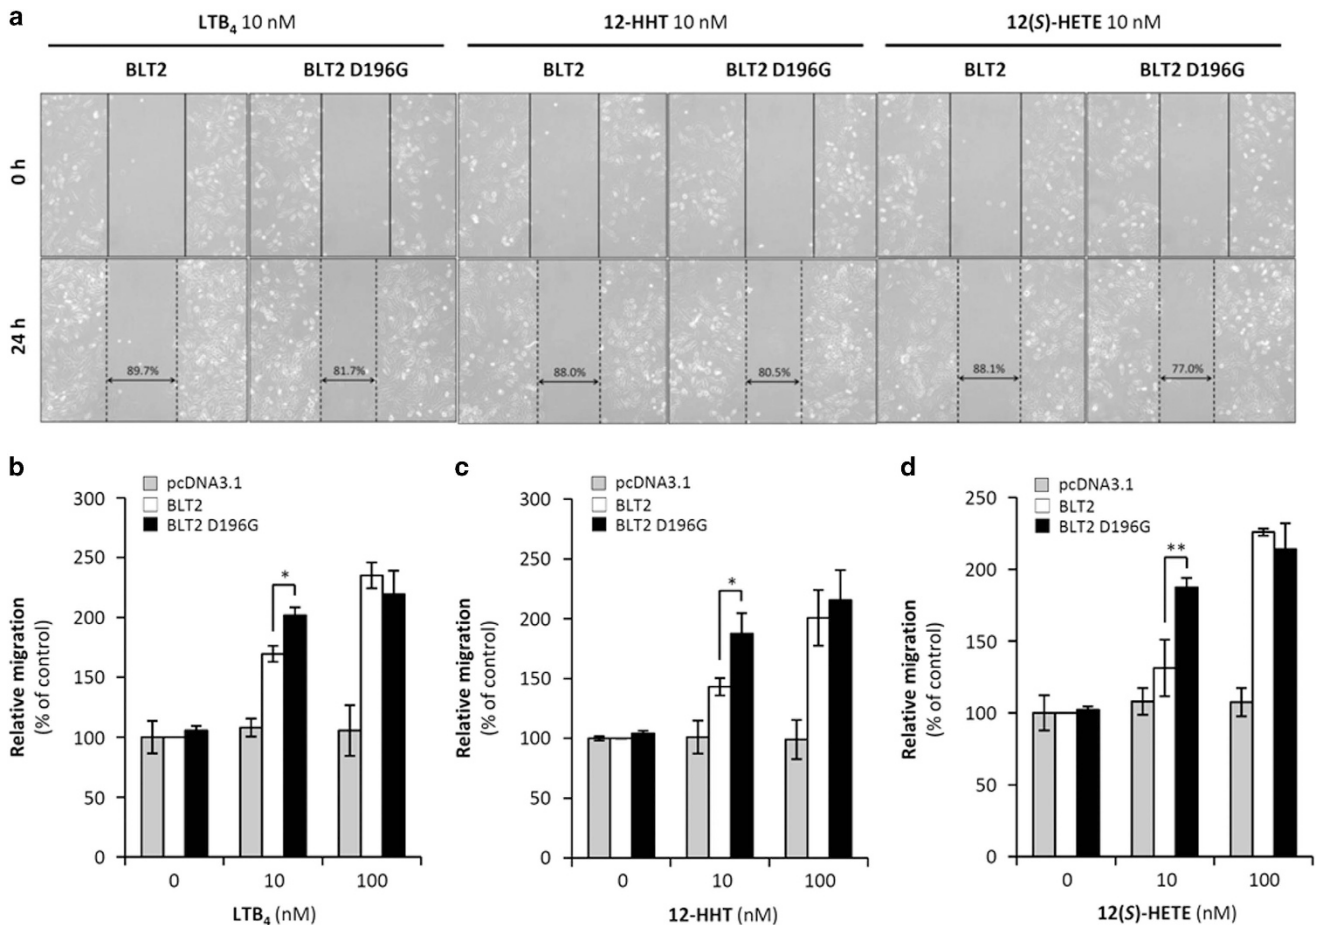 a
LTB4 10 nM
12-HHT 10 nM
12(S)-HETE 10 nM
BLT2
BLT2 D196G
BLT2
BLT2 D196G
BLT2
BLT2 D196G
0 h
24 h
89.7%
81.7%
88.0%
80.5%
88.1%
77.0%
b
pcDNA3.1
BLT2
BLT2 D196G
300
250
200
150
100
50
0
Relative migration
(% of control)
*
0
10
100
LTB4 (nM)
c
pcDNA3.1
BLT2
BLT2 D196G
300
250
200
150
100
50
0
Relative migration
(% of control)
*
0
10
100
12-HHT (nM)
d
pcDNA3.1
BLT2
BLT2 D196G
250
200
150
100
50
0
Relative migration
(% of control)
**
0
10
100
12(S)-HETE (nM)